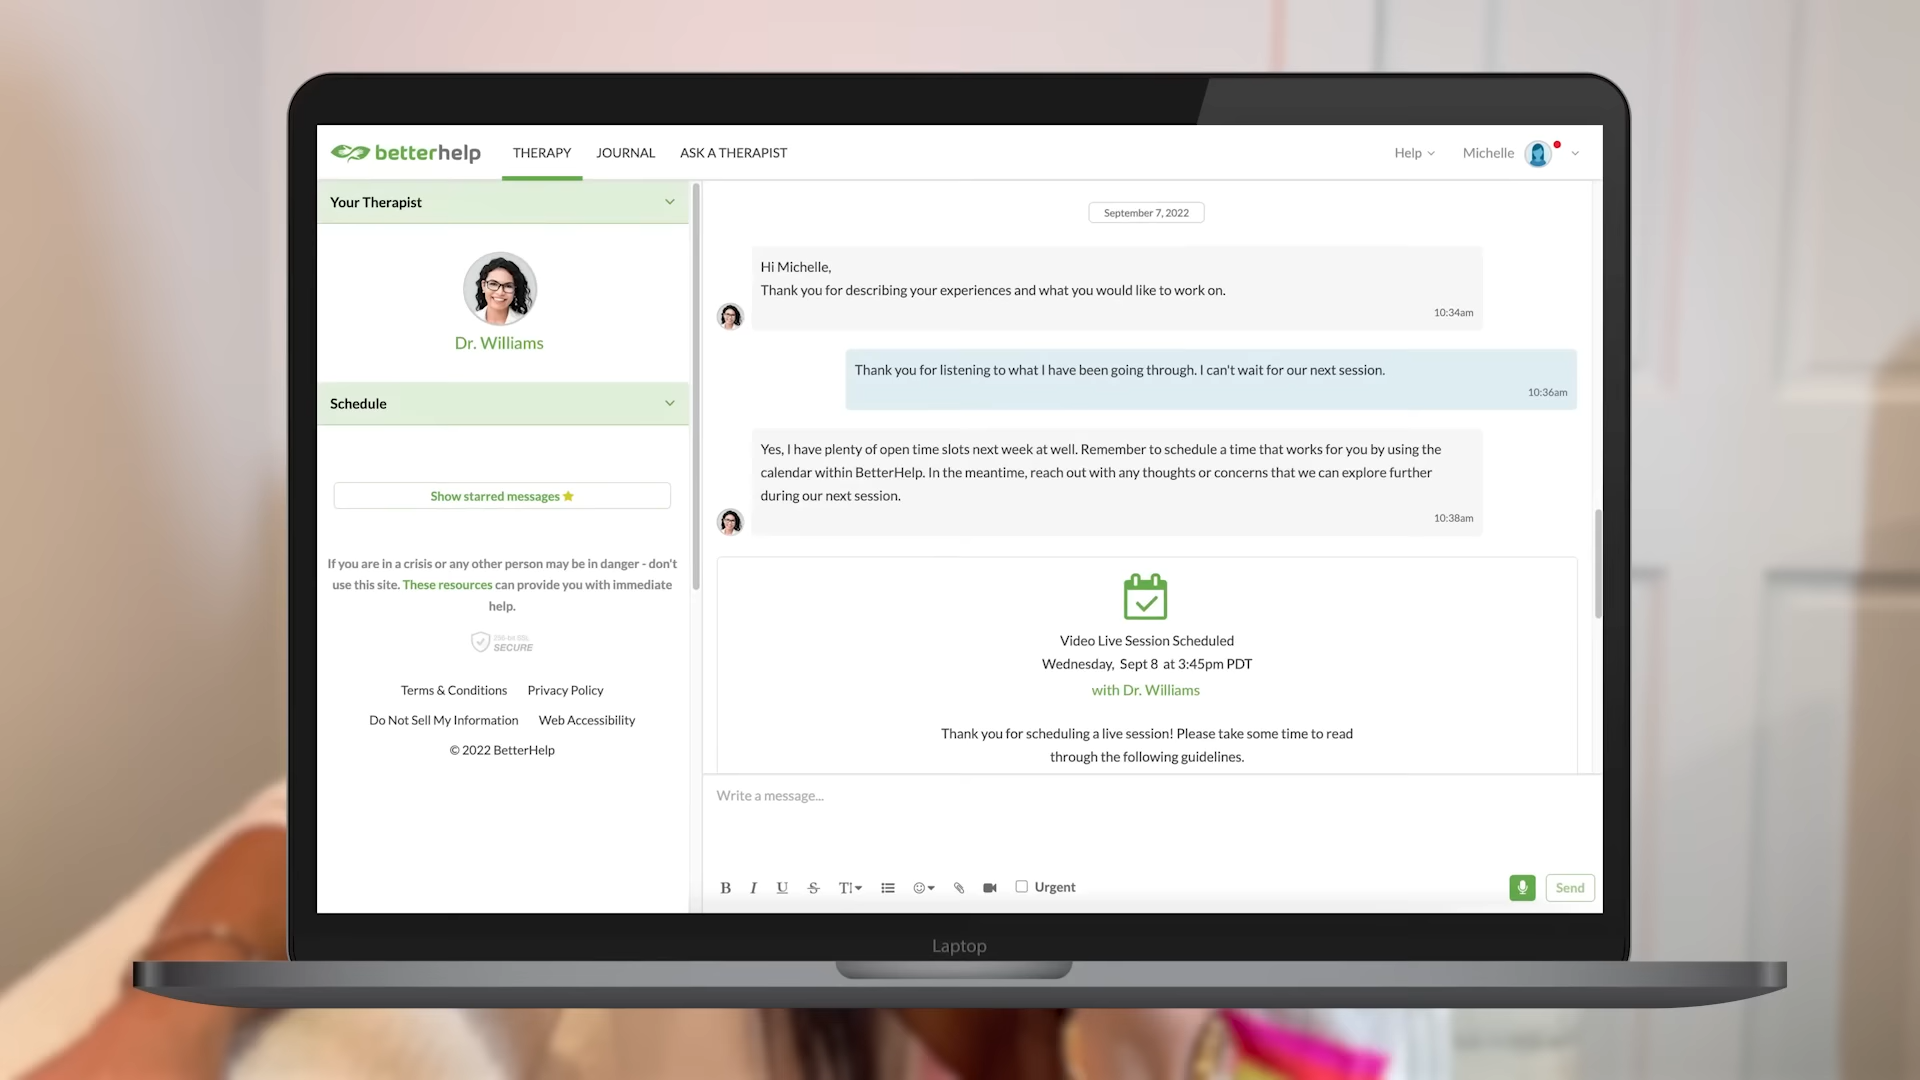 betterhelp
THERAPY
JOURNAL
ASK A THERAPIST
Help
Michelle
Your Therapist
Dr. Williams
Schedule
Show starred messages
If you are in a crisis or any other person may be in danger - don't
use this site. These resources can provide you with immediate
help.
256-bit SSL
SECURE
Terms & Conditions
Privacy Policy
Do Not Sell My Information
Web Accessibility
© 2022 BetterHelp
September 7, 2022
Hi Michelle,
Thank you for describing your experiences and what you would like to work on.
10:34am
Thank you for listening to what I have been going through. I can't wait for our next session.
10:36am
Yes, I have plenty of open time slots next week at well. Remember to schedule a time that works for you by using the
calendar within BetterHelp. In the meantime, reach out with any thoughts or concerns that we can explore further
during our next session.
10:38am
Video Live Session Scheduled
Wednesday, Sept 8 at 3:45pm PDT
with Dr. Williams
Thank you for scheduling a live session! Please take some time to read
through the following guidelines.
Write a message...
B I U S T
Urgent
Send
Laptop